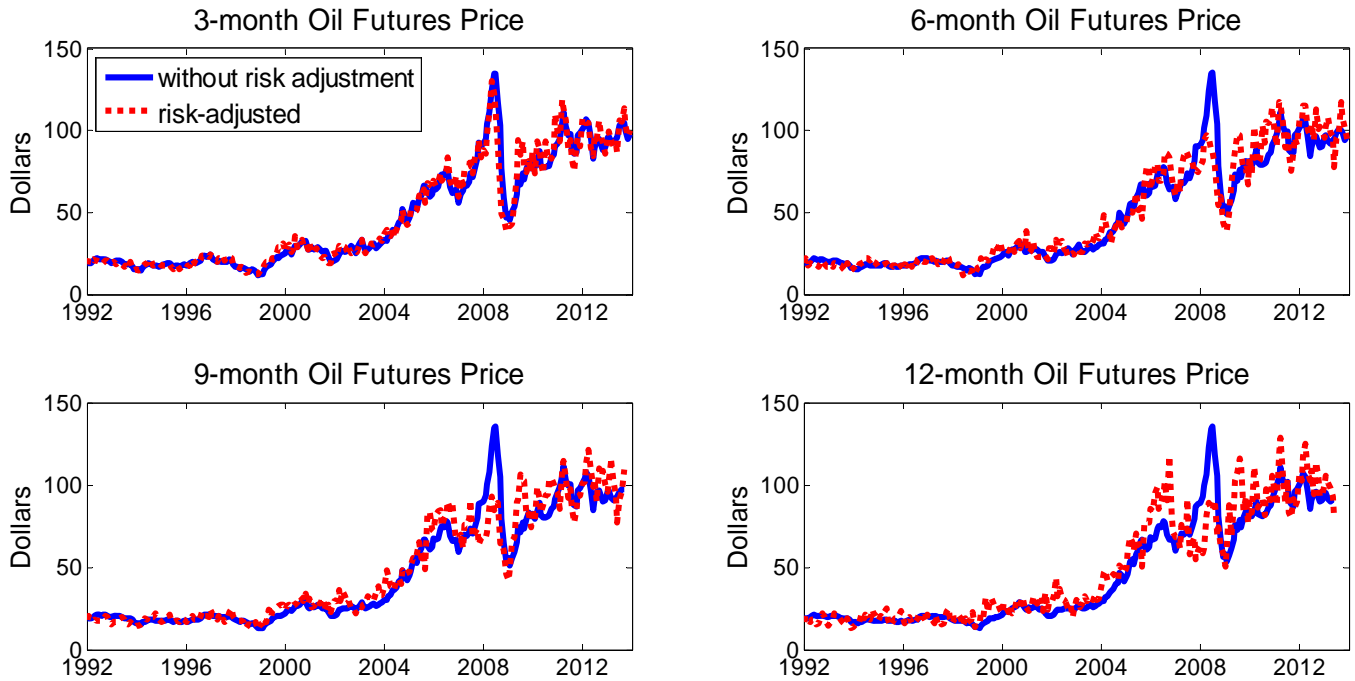 3-month Oil Futures Price
Dollars
150
100
50
0
without risk adjustment
risk-adjusted
1992 1996 2000 2004 2008 2012
6-month Oil Futures Price
Dollars
150
100
50
0
1992 1996 2000 2004 2008 2012
9-month Oil Futures Price
Dollars
150
100
50
0
1992 1996 2000 2004 2008 2012
12-month Oil Futures Price
Dollars
150
100
50
0
1992 1996 2000 2004 2008 2012